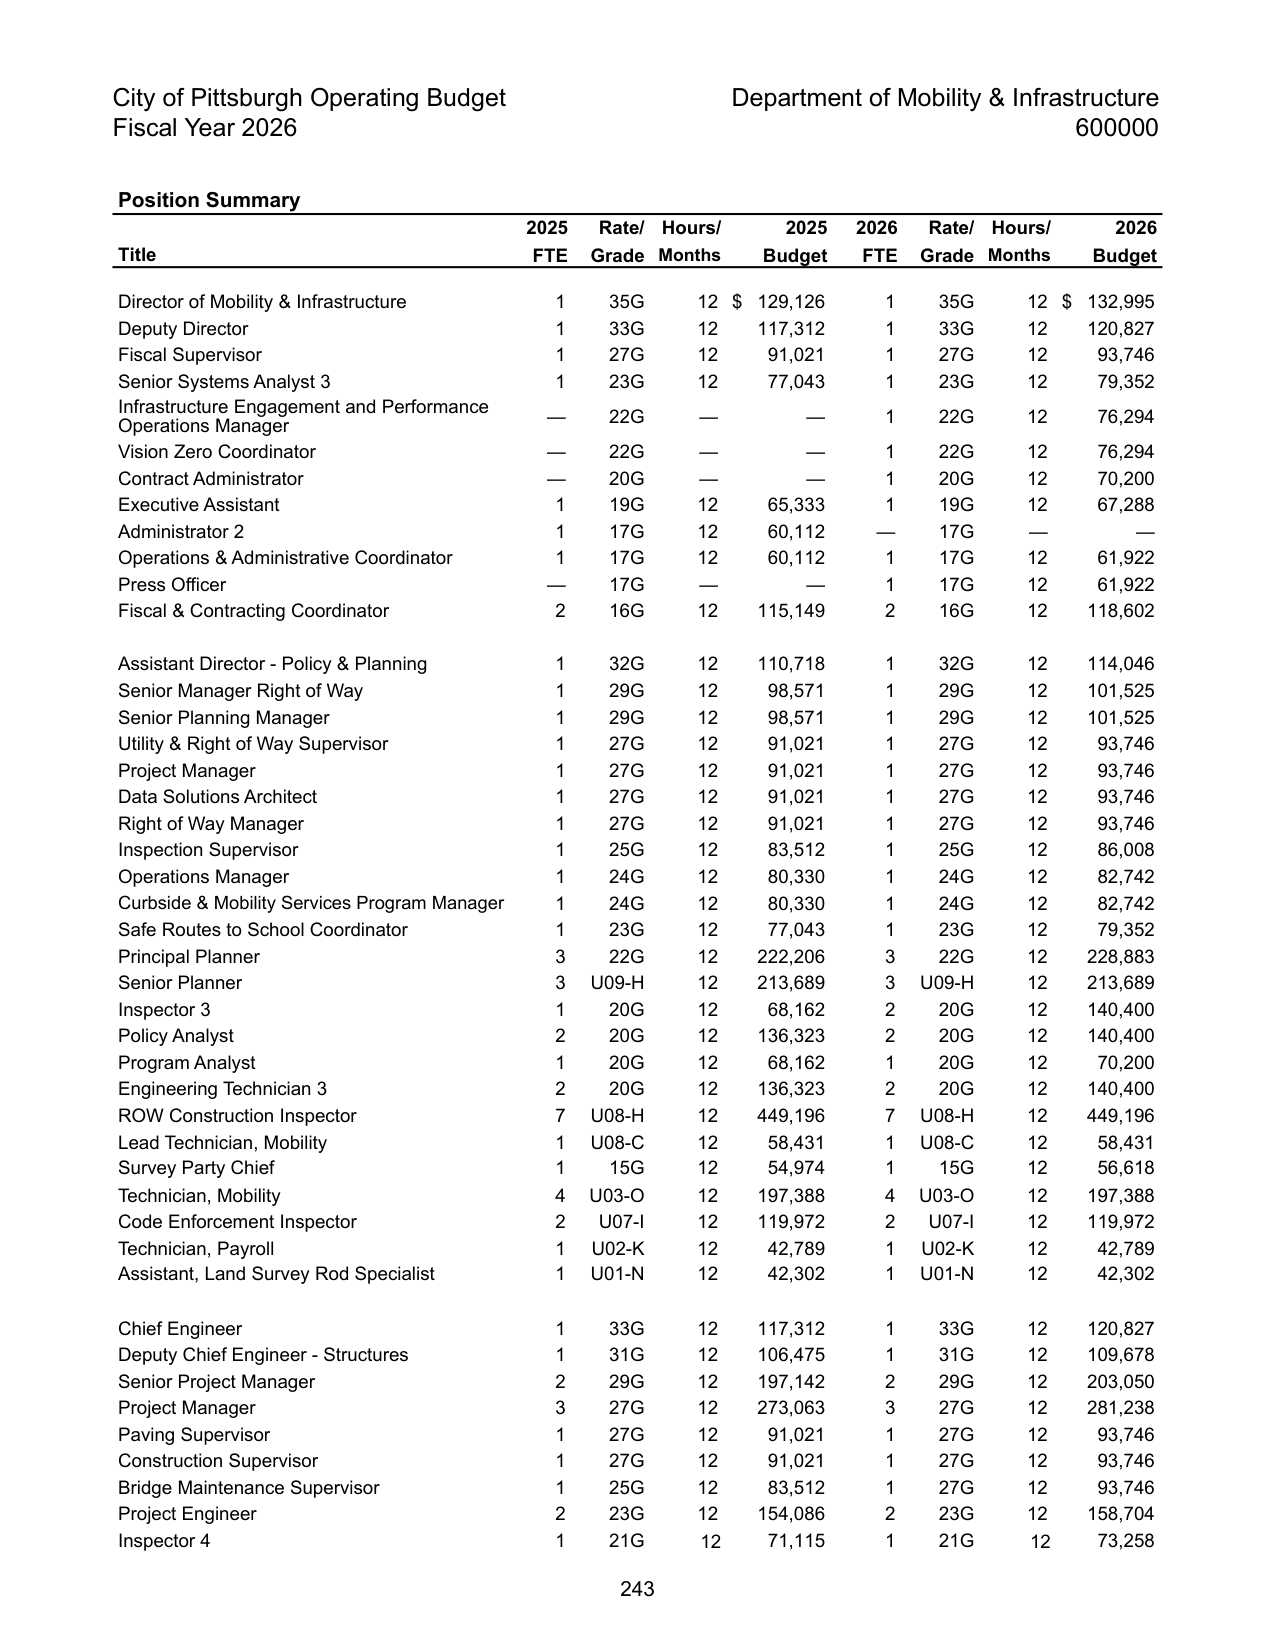 City of Pittsburgh Operating Budget Department of Mobility & Infrastructure
Fiscal Year 2026 600000
Position Summary
2025 Rate/ Hours/ 2025 2026 Rate/ Hours/ 2026
Title FTE Grade Months Budget FTE Grade Months Budget
Director of Mobility & Infrastructure 1 35G 12 $ 129,126 1 35G 12 $ 132,995
Deputy Director 1 33G 12 117,312 1 33G 12 120,827
Fiscal Supervisor 1 27G 12 91,021 1 27G 12 93,746
Senior Systems Analyst 3 1 23G 12 77,043 1 23G 12 79,352
Infrastructure Engagement and Performance
Operations Manager — 22G — — 1 22G 12 76,294
Vision Zero Coordinator — 22G — — 1 22G 12 76,294
Contract Administrator — 20G — — 1 20G 12 70,200
Executive Assistant 1 19G 12 65,333 1 19G 12 67,288
Administrator 2 1 17G 12 60,112 — 17G — —
Operations & Administrative Coordinator 1 17G 12 60,112 1 17G 12 61,922
Press Officer — 17G — — 1 17G 12 61,922
Fiscal & Contracting Coordinator 2 16G 12 115,149 2 16G 12 118,602
Assistant Director - Policy & Planning 1 32G 12 110,718 1 32G 12 114,046
Senior Manager Right of Way 1 29G 12 98,571 1 29G 12 101,525
Senior Planning Manager 1 29G 12 98,571 1 29G 12 101,525
Utility & Right of Way Supervisor 1 27G 12 91,021 1 27G 12 93,746
Project Manager 1 27G 12 91,021 1 27G 12 93,746
Data Solutions Architect 1 27G 12 91,021 1 27G 12 93,746
Right of Way Manager 1 27G 12 91,021 1 27G 12 93,746
Inspection Supervisor 1 25G 12 83,512 1 25G 12 86,008
Operations Manager 1 24G 12 80,330 1 24G 12 82,742
Curbside & Mobility Services Program Manager 1 24G 12 80,330 1 24G 12 82,742
Safe Routes to School Coordinator 1 23G 12 77,043 1 23G 12 79,352
Principal Planner 3 22G 12 222,206 3 22G 12 228,883
Senior Planner 3 U09-H 12 213,689 3 U09-H 12 213,689
Inspector 3 1 20G 12 68,162 2 20G 12 140,400
Policy Analyst 2 20G 12 136,323 2 20G 12 140,400
Program Analyst 1 20G 12 68,162 1 20G 12 70,200
Engineering Technician 3 2 20G 12 136,323 2 20G 12 140,400
ROW Construction Inspector 7 U08-H 12 449,196 7 U08-H 12 449,196
Lead Technician, Mobility 1 U08-C 12 58,431 1 U08-C 12 58,431
Survey Party Chief 1 15G 12 54,974 1 15G 12 56,618
Technician, Mobility 4 U03-O 12 197,388 4 U03-O 12 197,388
Code Enforcement Inspector 2 U07-I 12 119,972 2 U07-I 12 119,972
Technician, Payroll 1 U02-K 12 42,789 1 U02-K 12 42,789
Assistant, Land Survey Rod Specialist 1 U01-N 12 42,302 1 U01-N 12 42,302
Chief Engineer 1 33G 12 117,312 1 33G 12 120,827
Deputy Chief Engineer - Structures 1 31G 12 106,475 1 31G 12 109,678
Senior Project Manager 2 29G 12 197,142 2 29G 12 203,050
Project Manager 3 27G 12 273,063 3 27G 12 281,238
Paving Supervisor 1 27G 12 91,021 1 27G 12 93,746
Construction Supervisor 1 27G 12 91,021 1 27G 12 93,746
Bridge Maintenance Supervisor 1 25G 12 83,512 1 27G 12 93,746
Project Engineer 2 23G 12 154,086 2 23G 12 158,704
Inspector 4 1 21G 12 71,115 1 21G 12 73,258
243